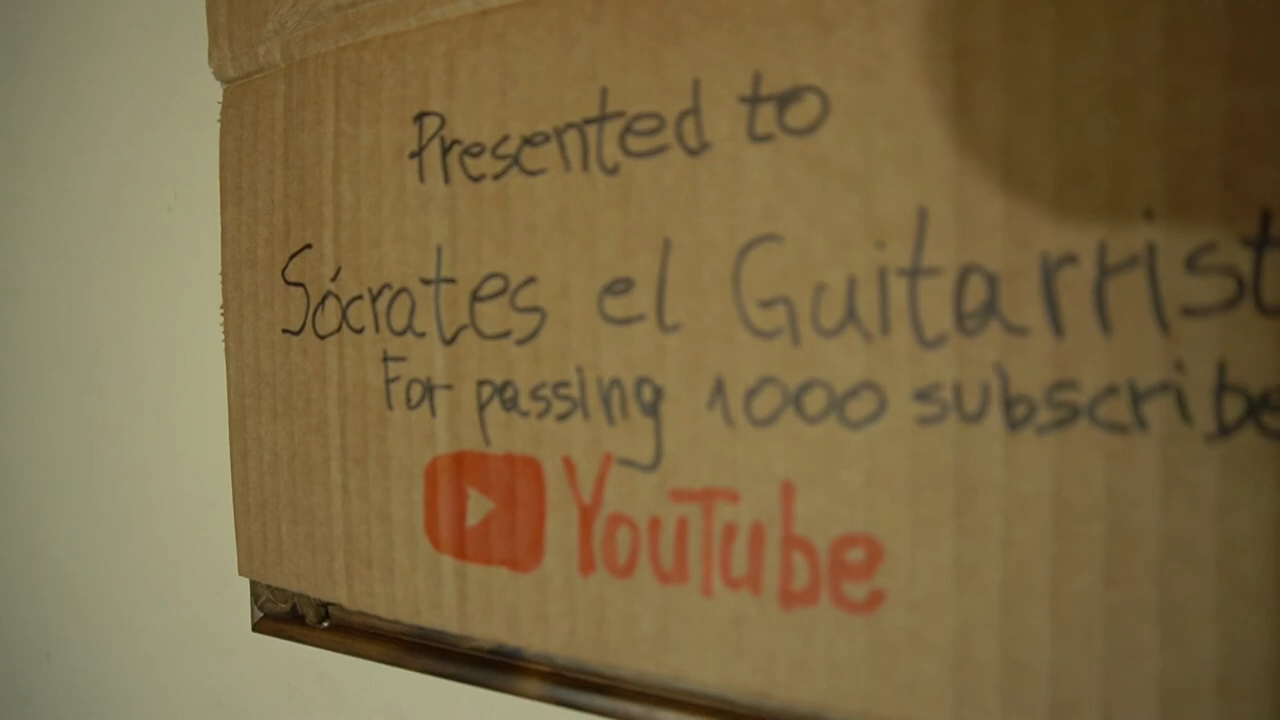 Presented to
Sócrates el Guitarrist
For passing 1000 subscribe
YouTube